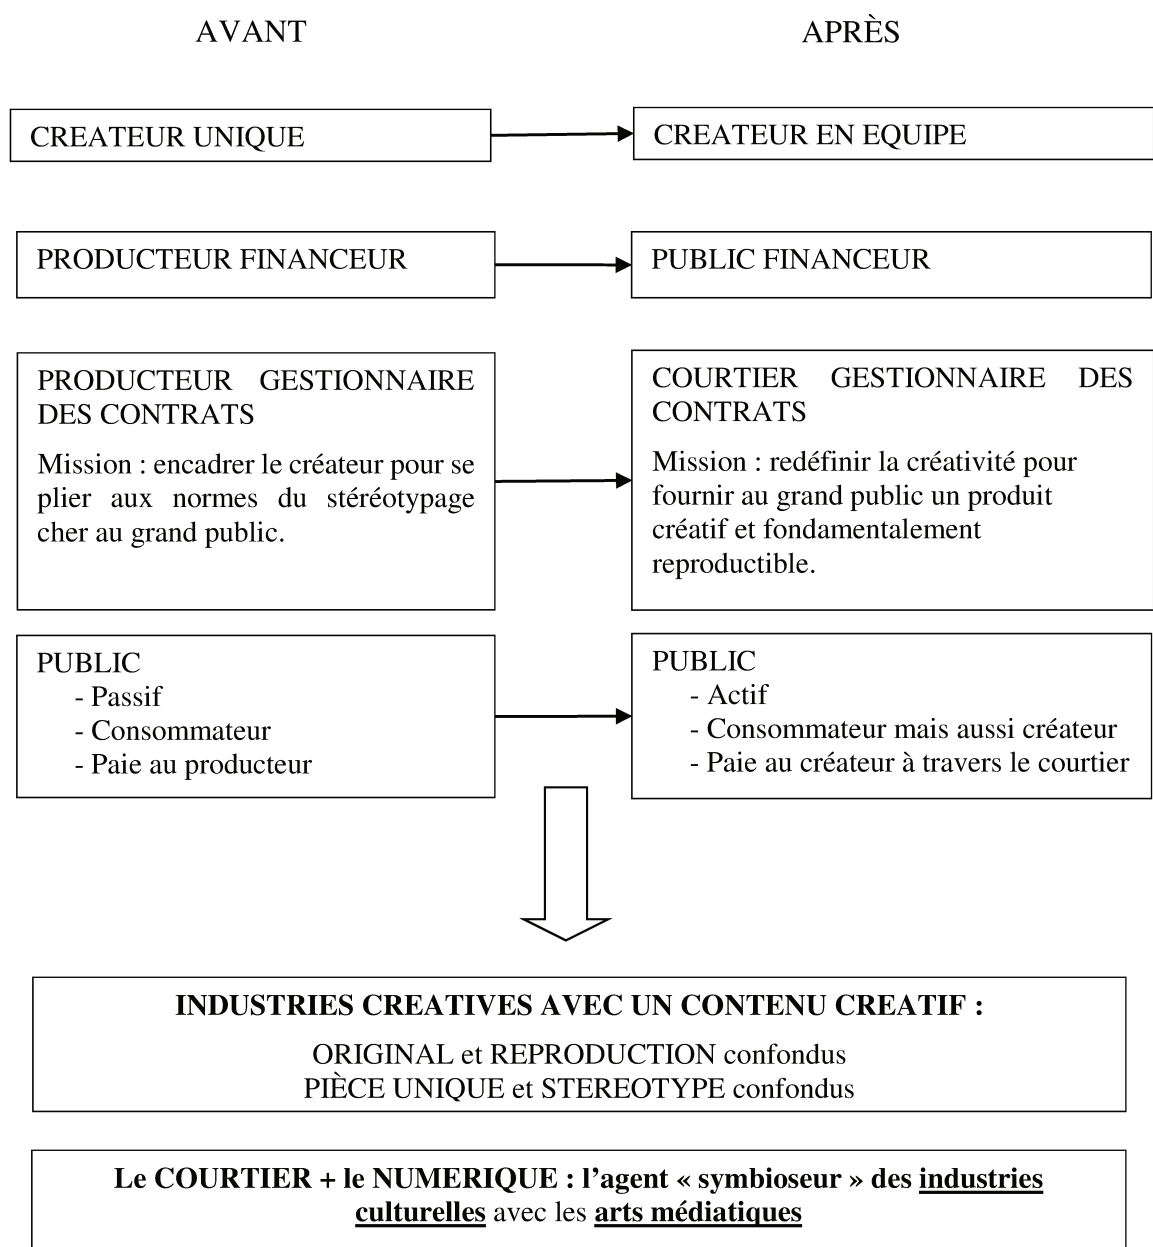 AVANT
APRÈS
CREATEUR UNIQUE
CREATEUR EN EQUIPE
PRODUCTEUR FINANCEUR
PUBLIC FINANCEUR
PRODUCTEUR GESTIONNAIRE
DES CONTRATS
Mission : encadrer le créateur pour se
plier aux normes du stéréotypage
cher au grand public.
COURTIER GESTIONNAIRE DES
CONTRATS
Mission : redéfinir la créativité pour
fournir au grand public un produit
créatif et fondamentalement
reproductible.
PUBLIC
- Passif
- Consommateur
- Paie au producteur
PUBLIC
- Actif
- Consommateur mais aussi créateur
- Paie au créateur à travers le courtier
INDUSTRIES CREATIVES AVEC UN CONTENU CREATIF :
ORIGINAL et REPRODUCTION confondus
PIÈCE UNIQUE et STEREOTYPE confondus
Le COURTIER + le NUMERIQUE : l’agent « symbioseur » des industries
culturelles avec les arts médiatiques